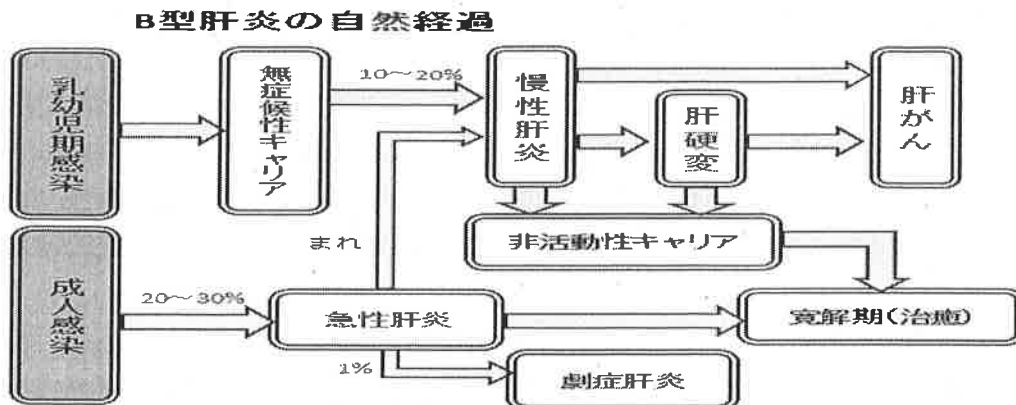 B型肝炎の自然経過
乳幼児期感染
無症候性キャリア
10～20%
慢性肝炎
肝硬変
肝がん
まれ
非活動性キャリア
成人感染
20～30%
急性肝炎
寛解期(治癒)
1%
劇症肝炎